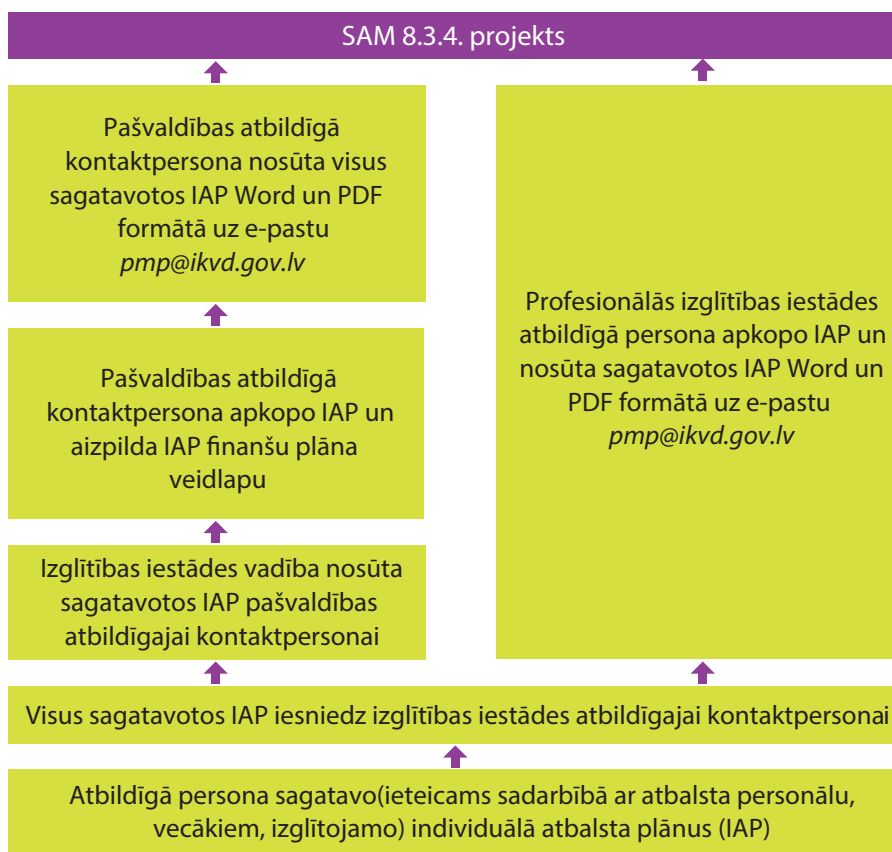 SAM 8.3.4. projekts
Pašvaldības atbildīgā
kontaktpersona nosūta visus
sagatavotos IAP Word un PDF
formātā uz e-pastu
pmp@ikvd.gov.lv
Pašvaldības atbildīgā
kontaktpersona apkopo IAP un
aizpilda IAP finanšu plāna
veidlapu
Izglītības iestādes vadība nosūta
sagatavotos IAP pašvaldības
atbildīgajai kontaktpersonai
Profesionālās izglītības iestādes
atbildīgā persona apkopo IAP un
nosūta sagatavotos IAP Word un
PDF formātā uz e-pastu
pmp@ikvd.gov.lv
Visus sagatavotos IAP iesniedz izglītības iestādes atbildīgajai kontaktpersonai
Atbildīgā persona sagatavo(ieteicams sadarbībā ar atbalsta personālu,
vecākiem, izglītojamo) individuālā atbalsta plānus (IAP)